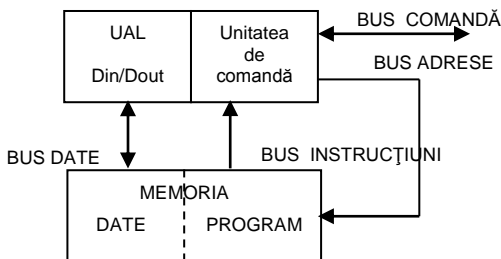 UAL
Din/Dout
Unitatea
de
comandă
BUS COMANDĂ
BUS ADRESE
BUS DATE
BUS INSTRUCŢIUNI
MEMORIA
DATE
PROGRAM